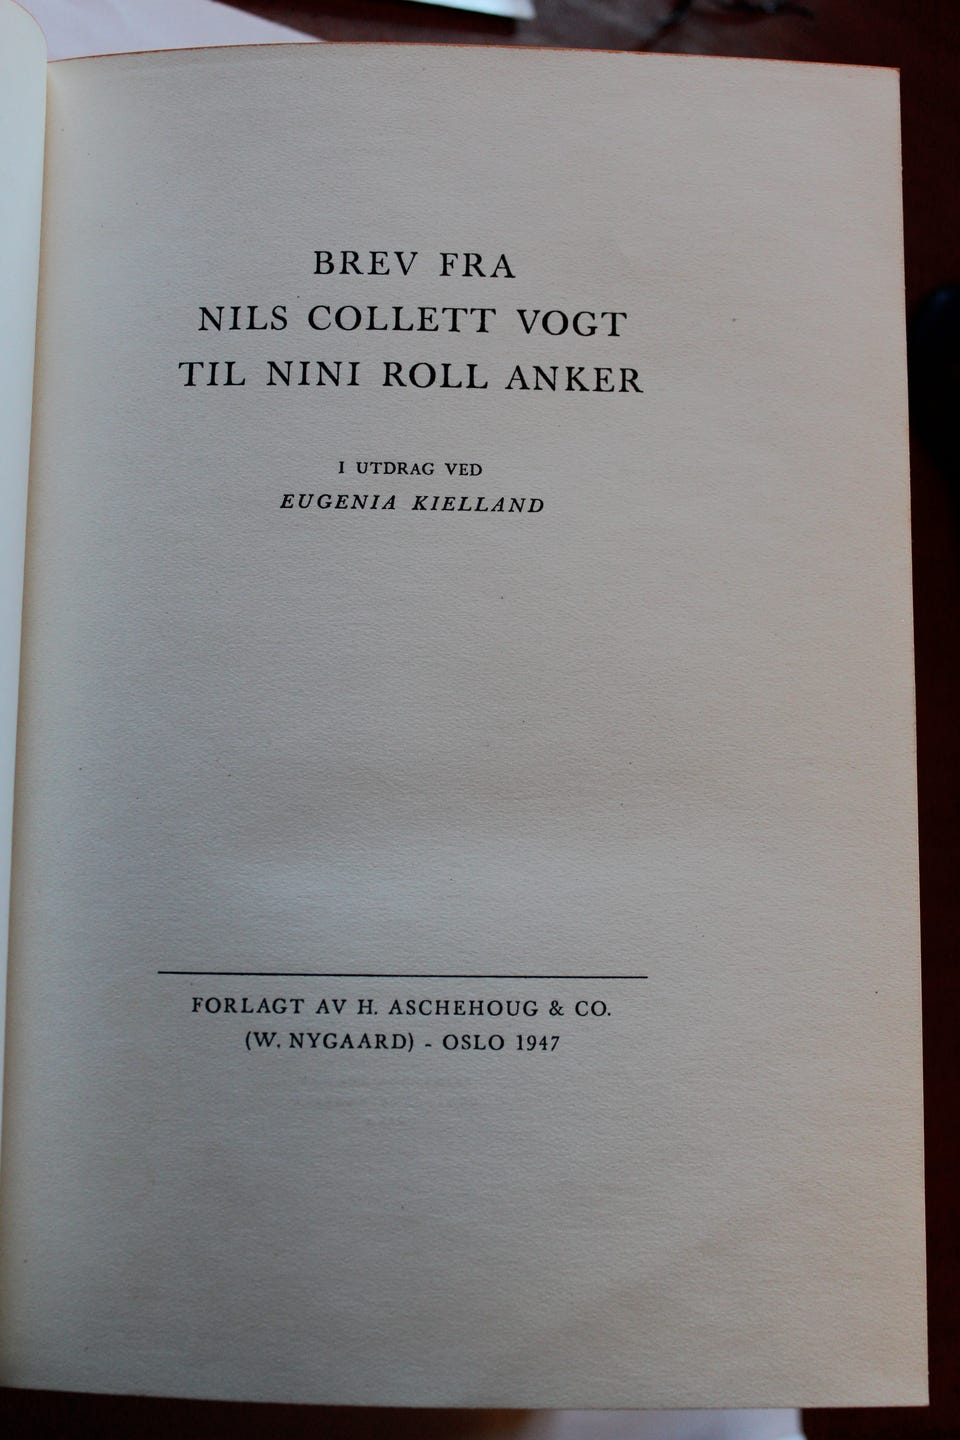 BREV FRA
NILS COLLETT VOGT
TIL NINI ROLL ANKER
I UTDRAG VED
EUGENIA KIELLAND
FORLAGT AV H. ASCHEHOUG & CO.
(W. NYGAARD) - OSLO 1947